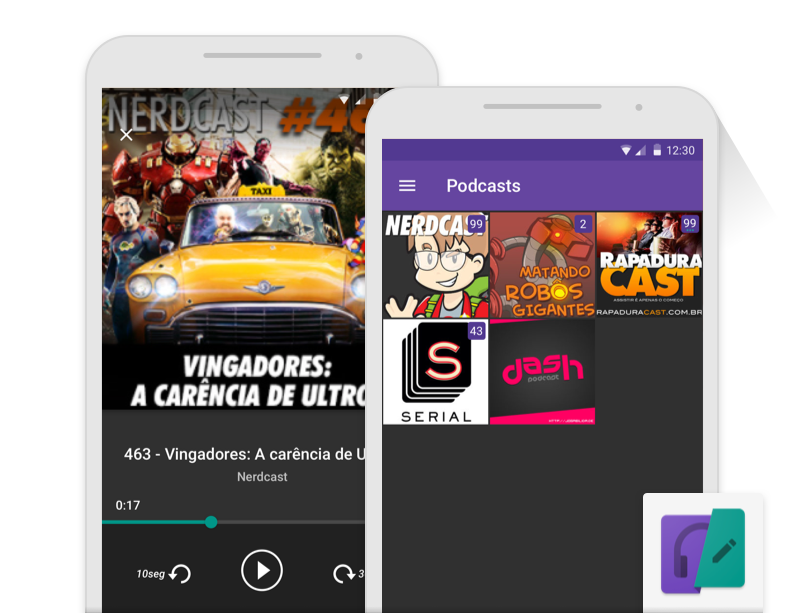 NERDCAST #46
TAXI
VINGADORES:
A CARÊNCIA DE ULTRO
463 - Vingadores: A carência de U
Nerdcast
0:17
10seg
3
12:30
Podcasts
NERDCAST
99
MATANDO
ROBÔS
GIGANTES
2
RAPADURA
CAST
ASSISTIR É APENAS O COMEÇO
RAPADURACAST.COM.BR
99
S
SERIAL
43
dash
podcast